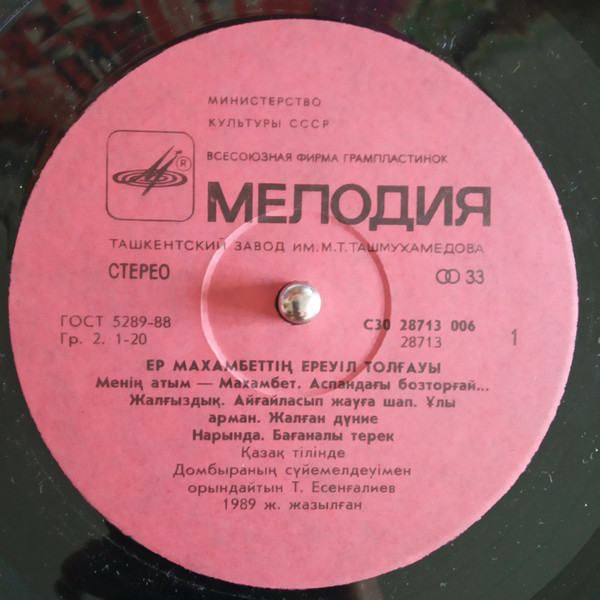 МИНИСТЕРСТВО
КУЛЬТУРЫ СССР
ВСЕСОЮЗНАЯ ФИРМА ГРАМПЛАСТИНОК
®
МЕЛОДИЯ
ТАШКЕНТСКИЙ ЗАВОД ИМ. М.Т. ТАШМУХАМЕДОВА
СТЕРЕО
33
ГОСТ 5289-88
С30 28713 006
Гр. 2. 1-20
28713
1
ЕР МАХАМБЕТТІҢ ЕРЕУІЛ ТОЛҒАУЫ
Менің атым — Махамбет. Аспандағы бозторғай...
Жалғыздық. Айғайласып жауға шап. Ұлы
арман. Жалған дүние
Нарында. Бағаналы терек
Қазақ тілінде
Домбыраның сүйемелдеуімен
орындайтын Т. Есенғалиев
1989 ж. жазылған